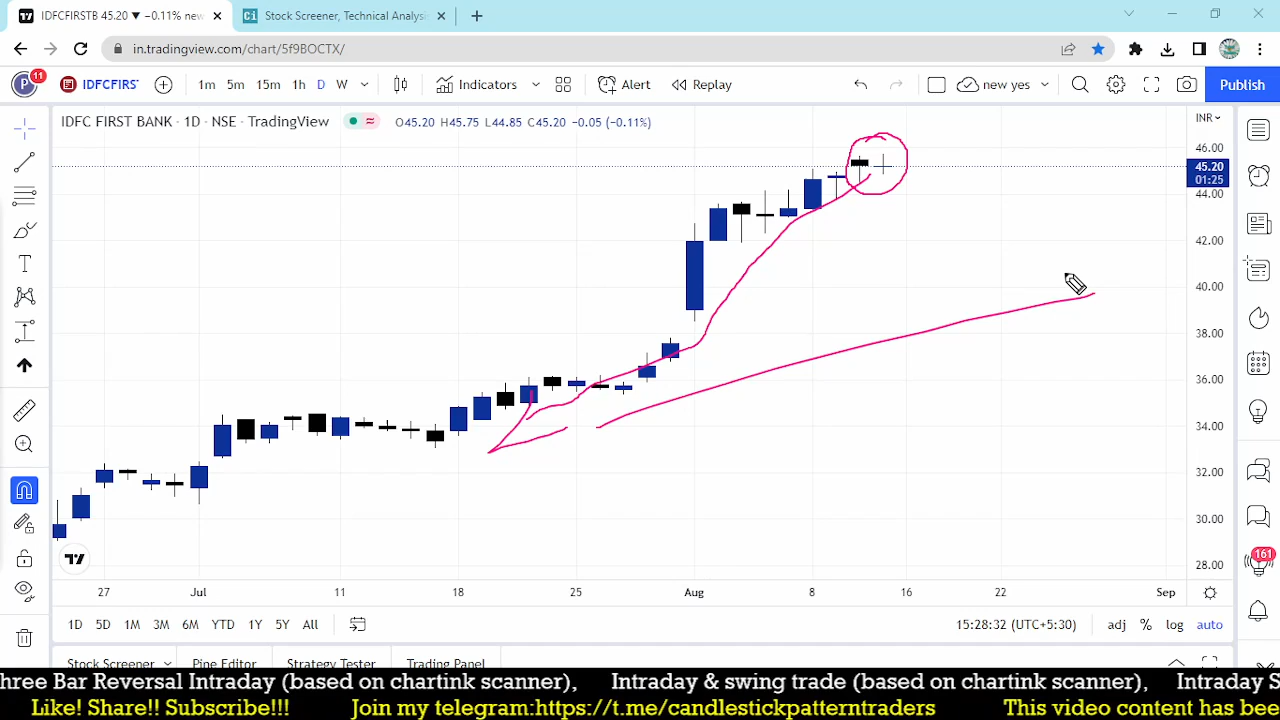 IDFCFIRSTB 45.20 ▼ −0.11% new
Stock Screener, Technical Analysi
in.tradingview.com/chart/5f9BOCTX/
P 11 IDFCFIRS 1m 5m 15m 1h D W Indicators Alert Replay new yes Publish
IDFC FIRST BANK · 1D · NSE · TradingView O45.20 H45.75 L44.85 C45.20 −0.05 (−0.11%) INR
46.00
45.20
01:25
44.00
42.00
40.00
38.00
36.00
34.00
32.00
30.00
28.00
161
27 Jul 11 18 25 Aug 8 16 22 Sep
1D 5D 1M 3M 6M YTD 1Y 5Y All 15:28:32 (UTC+5:30) adj % log auto
Stock Screener Pine Editor Strategy Tester Trading Panel
hree Bar Reversal Intraday (based on chartink scanner), Intraday & swing trade (based on chartink scanner), Intraday S
Like! Share!! Subscribe!!! Join my telegram:https://t.me/candlestickpatterntraders This video content has bee